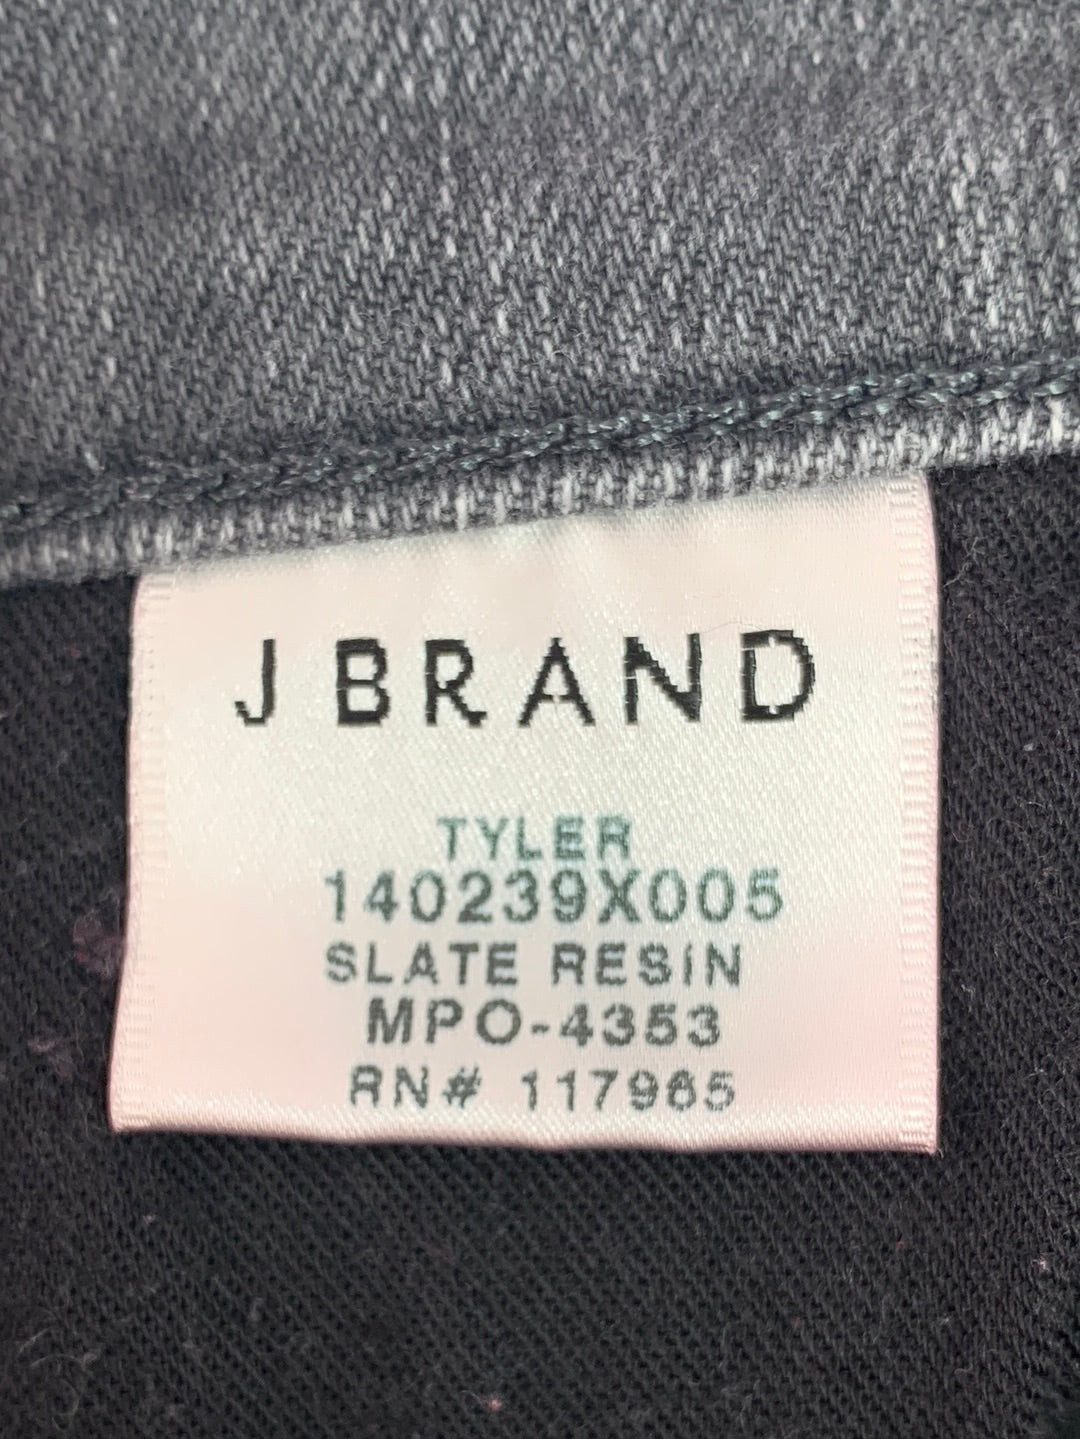 J BRAND
TYLER
140239X005
SLATE RESIN
MPO-4353
RN# 117965